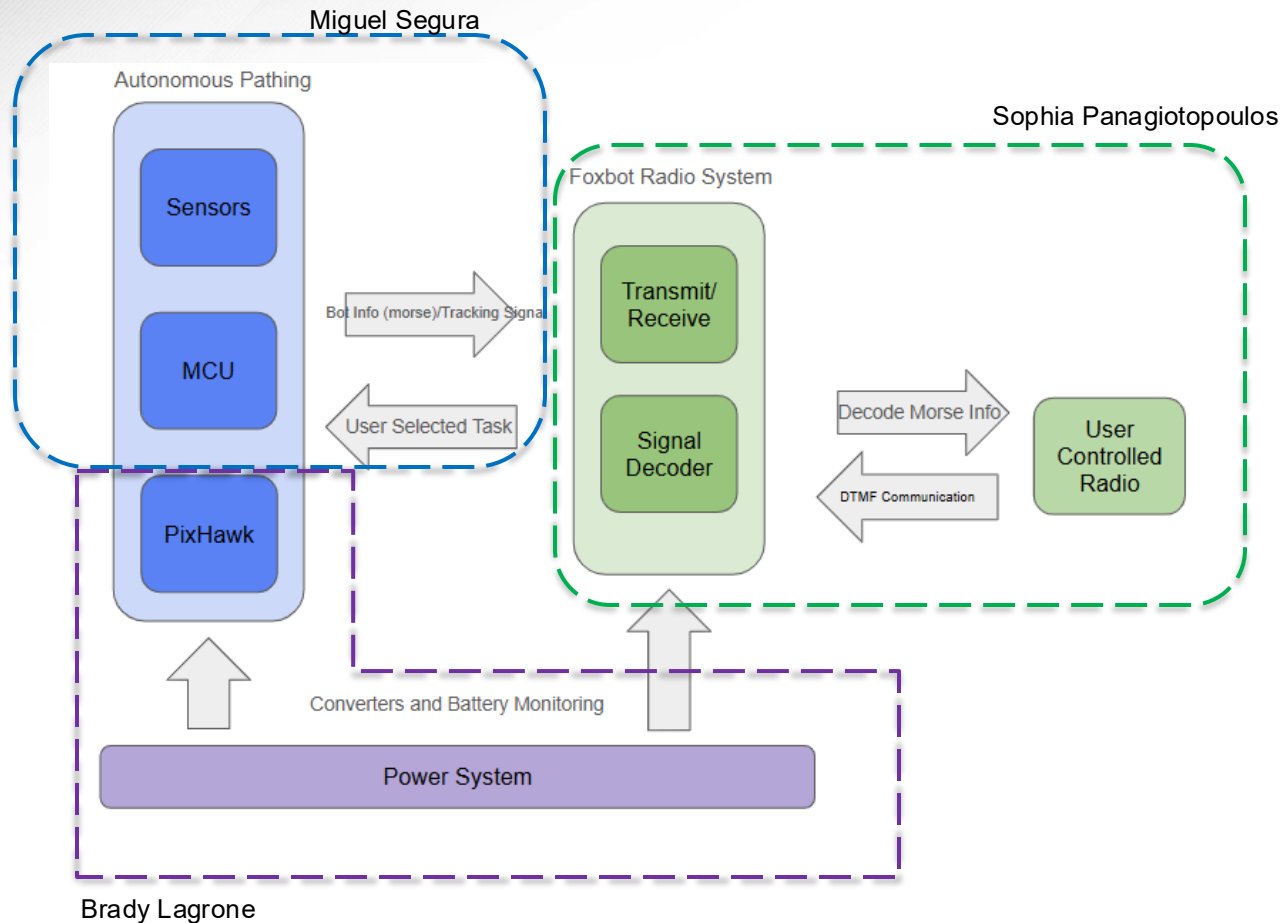 Miguel Segura
Autonomous Pathing
Sophia Panagiotopoulos
Foxbot Radio System
Sensors
Transmit/
Receive
Bot Info (morse)/Tracking Signal
MCU
User Selected Task
Signal
Decoder
Decode Morse Info
DTMF Communication
User
Controlled
Radio
PixHawk
Converters and Battery Monitoring
Power System
Brady Lagrone